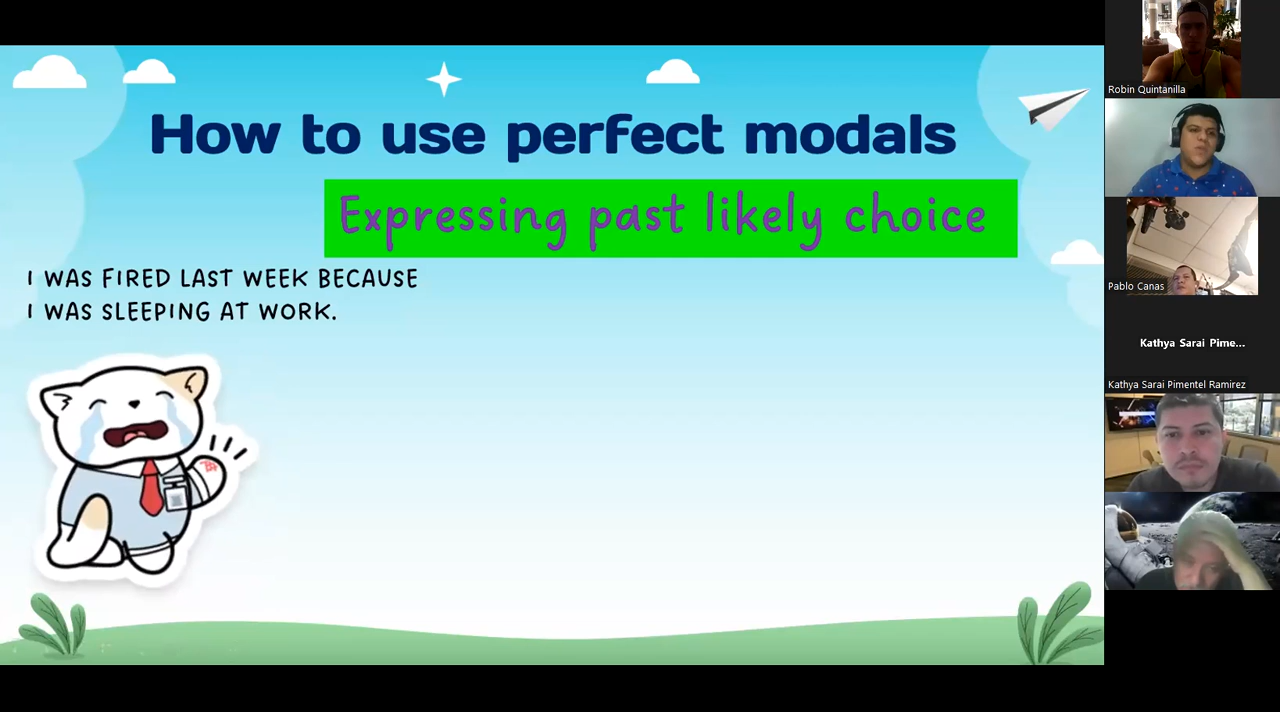 How to use perfect modals
Expressing past likely choice
I WAS FIRED LAST WEEK BECAUSE
I WAS SLEEPING AT WORK.
Robin Quintanilla
Pablo Canas
Kathya Sarai Pime...
Kathya Sarai Pimentel Ramirez